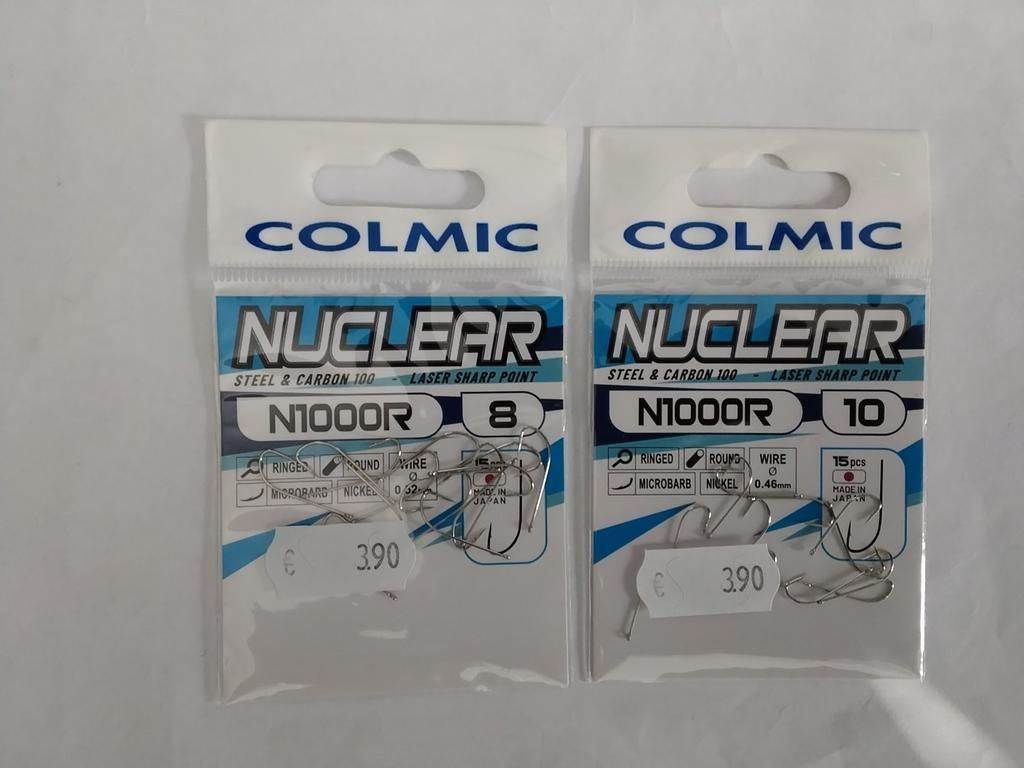 COLMIC
NUCLEAR
STEEL & CARBON 100 - LASER SHARP POINT
N1000R 8
RINGED ROUND WIRE
Ø
MICROBARB NICKEL
15pcs
MADE IN
JAPAN
€ 3.90
COLMIC
NUCLEAR
STEEL & CARBON 100 - LASER SHARP POINT
N1000R 10
RINGED ROUND WIRE
Ø
MICROBARB NICKEL 0.46mm
15pcs
MADE IN
JAPAN
€ 3.90